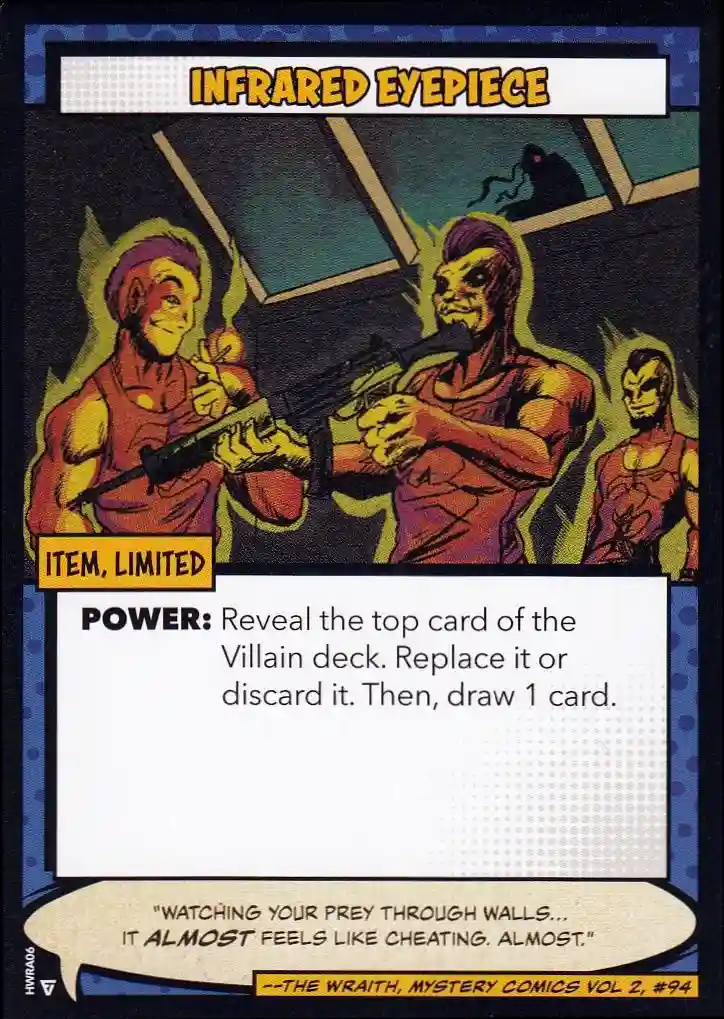 INFRARED EYEPIECE
ITEM, LIMITED
POWER: Reveal the top card of the
Villain deck. Replace it or
discard it. Then, draw 1 card.
"WATCHING YOUR PREY THROUGH WALLS...
IT ALMOST FEELS LIKE CHEATING. ALMOST."
--THE WRAITH, MYSTERY COMICS VOL 2, #94
HWRA06